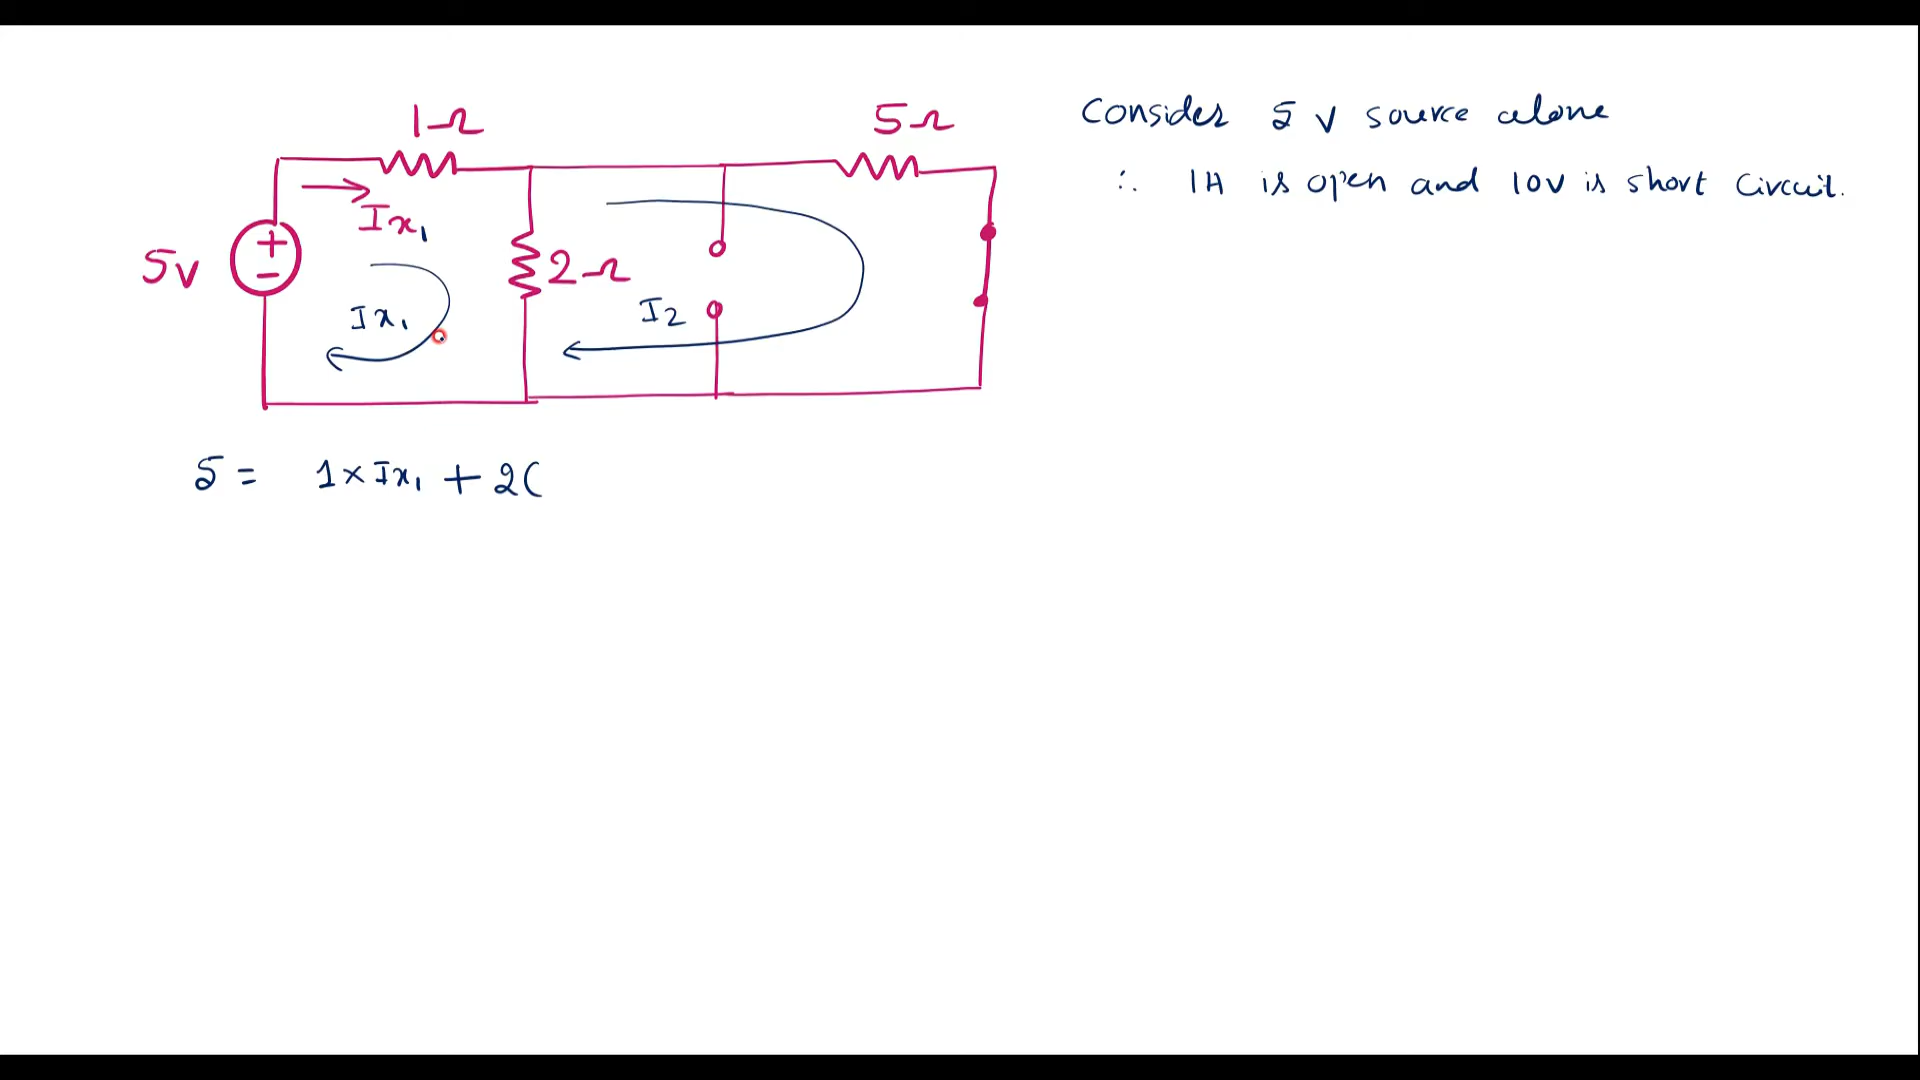 1Ω
5Ω
Consider 5 V source alone
∴ 1A is open and 10V is short circuit.
Ix₁
5V
+
-
2Ω
Ix₁
I2
5 = 1×Ix₁ + 2(